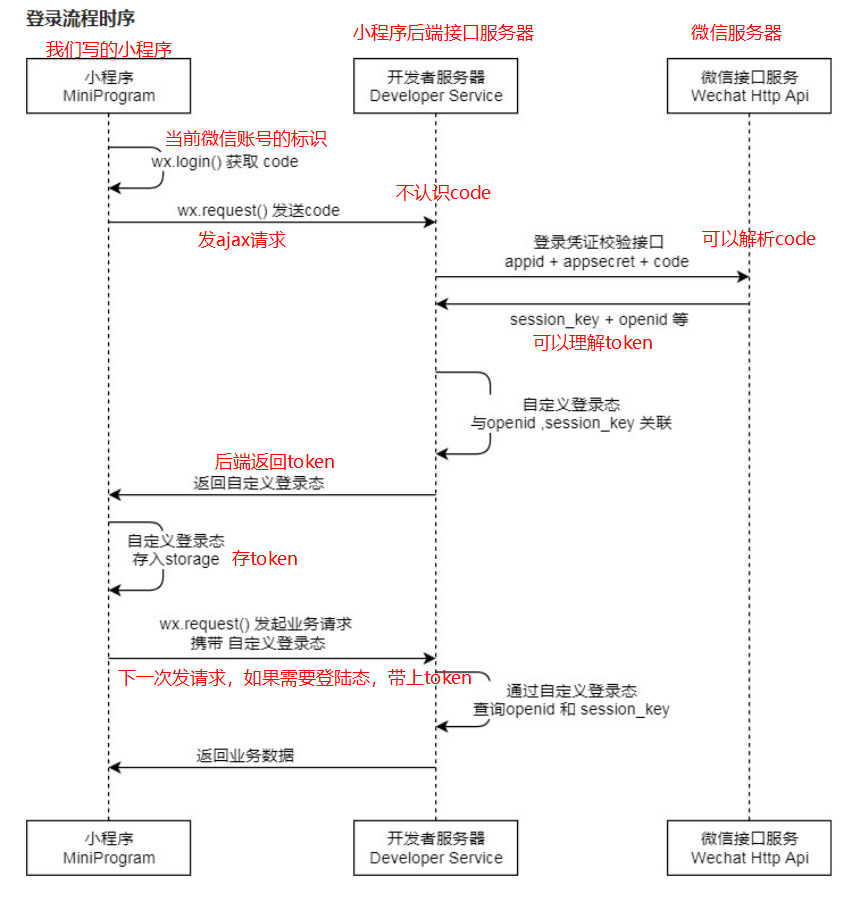 登录流程时序
我们写的小程序
小程序后端接口服务器
微信服务器
小程序
MiniProgram
开发者服务器
Developer Service
微信接口服务
Wechat Http Api
当前微信账号的标识
wx.login() 获取 code
不认识code
wx.request() 发送code
发ajax请求
登录凭证校验接口
可以解析code
appid + appsecret + code
session_key + openid 等
可以理解token
自定义登录态
与openid ,session_key 关联
后端返回token
返回自定义登录态
自定义登录态
存入storage
存token
wx.request() 发起业务请求
携带 自定义登录态
下一次发请求，如果需要登陆态，带上token
通过自定义登录态
查询openid 和 session_key
返回业务数据
小程序
MiniProgram
开发者服务器
Developer Service
微信接口服务
Wechat Http Api